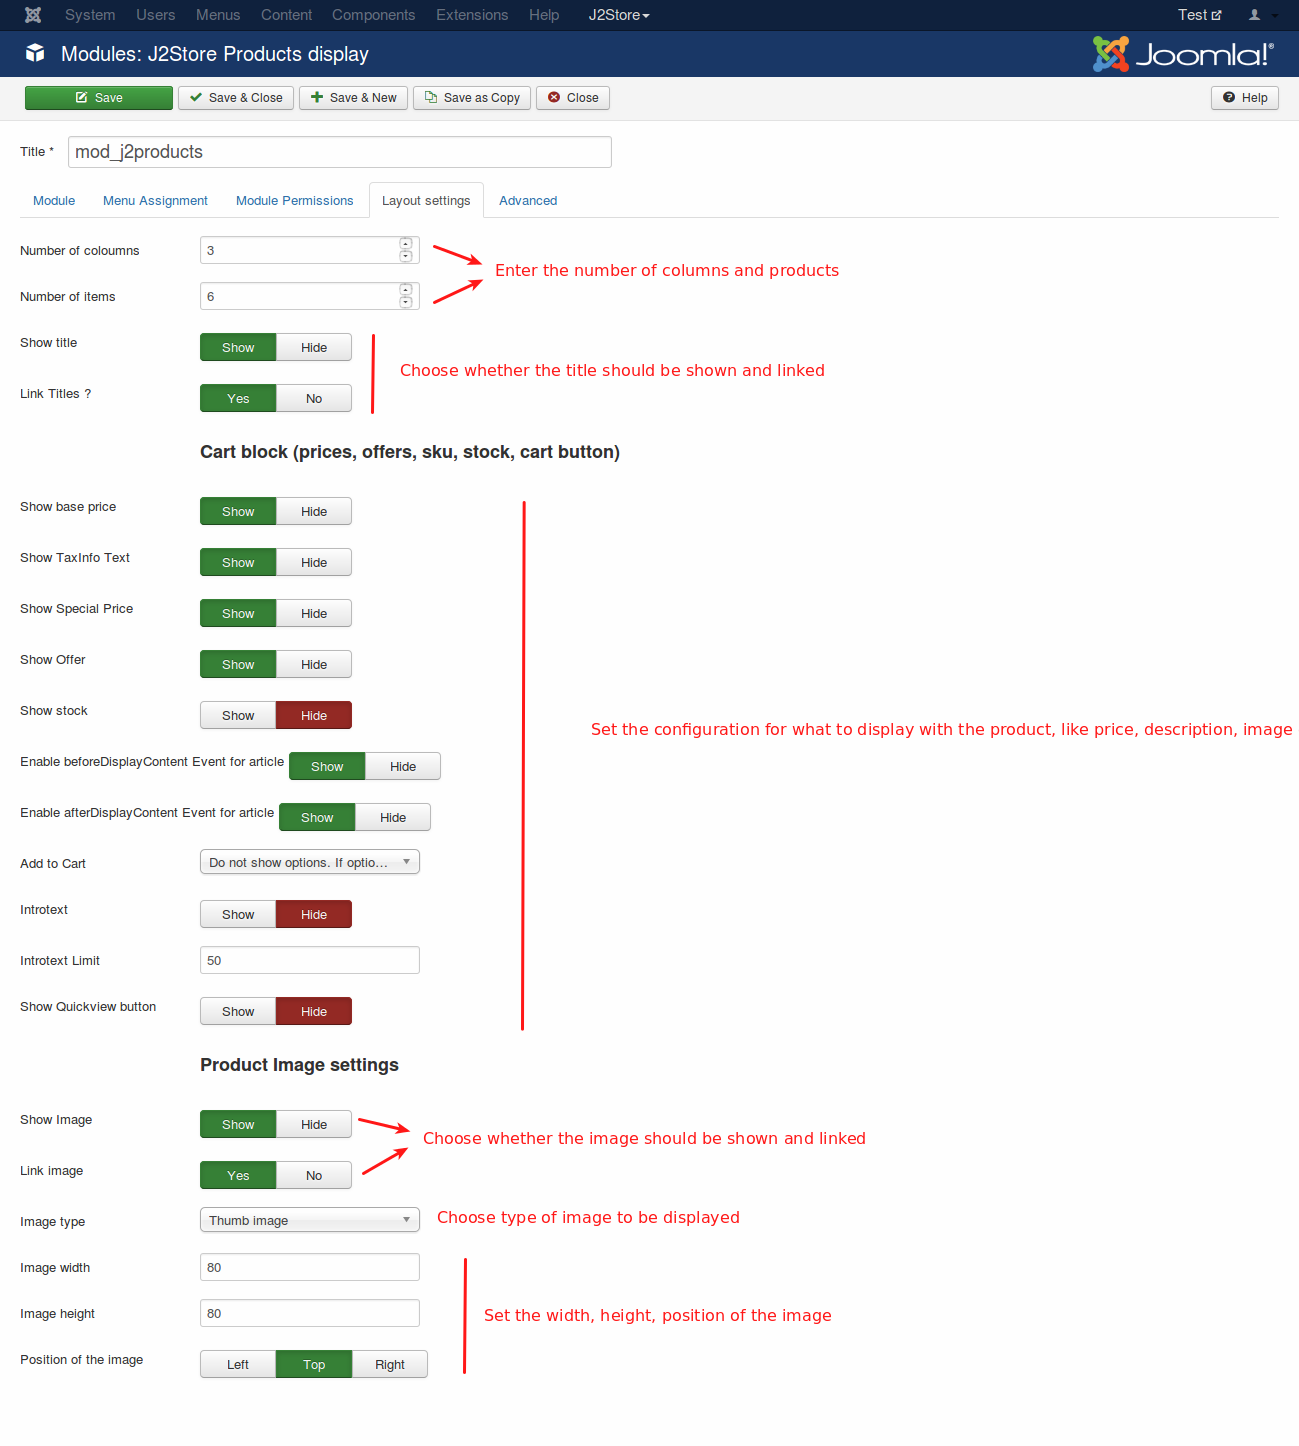 System Users Menus Content Components Extensions Help J2Store Test
Modules: J2Store Products display Joomla!®
Save Save & Close Save & New Save as Copy Close Help
Title * mod_j2products
Module Menu Assignment Module Permissions Layout settings Advanced
Number of coloumns 3
Enter the number of columns and products
Number of items 6
Show title Show Hide
Choose whether the title should be shown and linked
Link Titles ? Yes No
Cart block (prices, offers, sku, stock, cart button)
Show base price Show Hide
Show TaxInfo Text Show Hide
Show Special Price Show Hide
Show Offer Show Hide
Show stock Show Hide
Set the configuration for what to display with the product, like price, description, image
Enable beforeDisplayContent Event for article Show Hide
Enable afterDisplayContent Event for article Show Hide
Add to Cart Do not show options. If optio...
Introtext Show Hide
Introtext Limit 50
Show Quickview button Show Hide
Product Image settings
Show Image Show Hide
Choose whether the image should be shown and linked
Link image Yes No
Image type Thumb image Choose type of image to be displayed
Image width 80
Image height 80 Set the width, height, position of the image
Position of the image Left Top Right